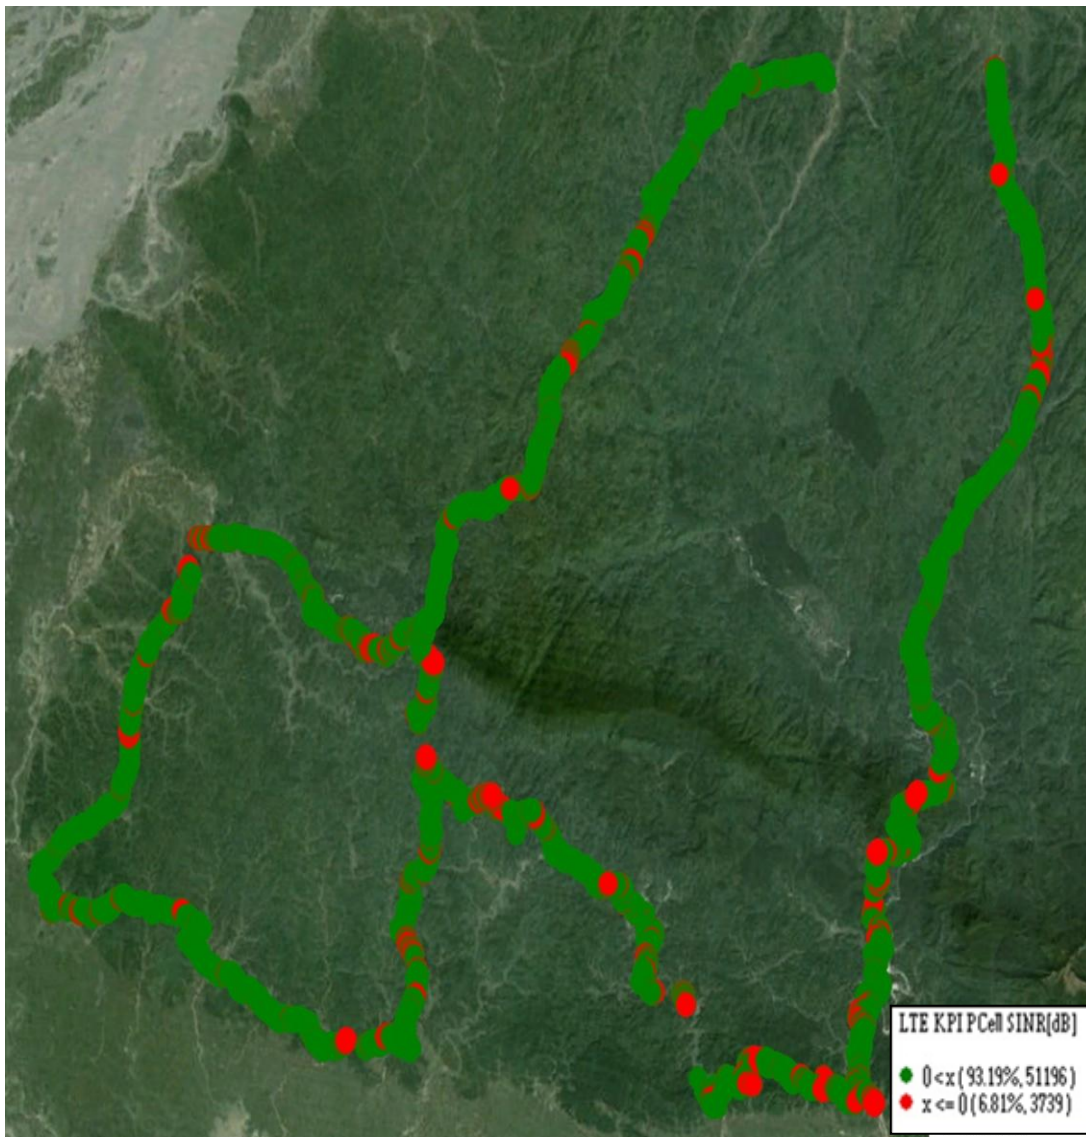 LTE KPI PCell SINR[dB]
0<x(93.19%, 51196)
x<=0(6.81%, 3739)